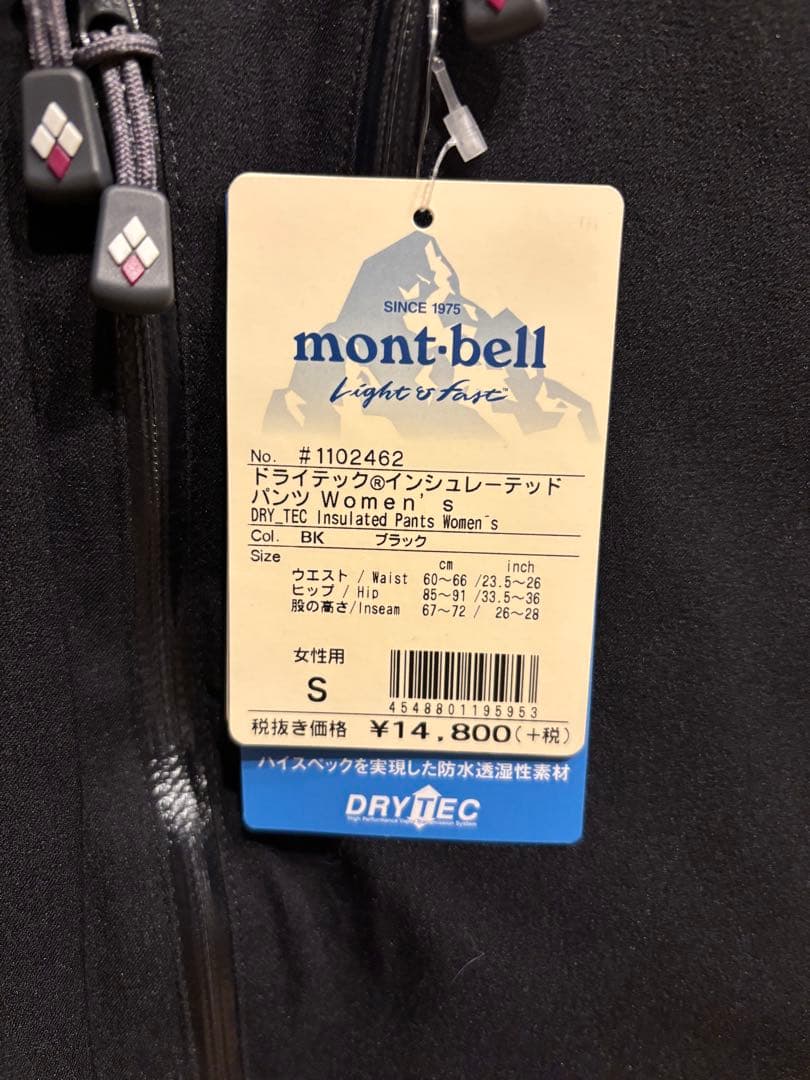 SINCE 1975
mont-bell
Light & Fast™
No. #1102462
ドライテック®インシュレーテッド
パンツ Women's
DRY_TEC Insulated Pants Women´s
Col. BK ブラック
Size cm inch
ウエスト / Waist 60～66 /23.5～26
ヒップ / Hip 85～91 /33.5～36
股の高さ/Inseam 67～72 / 26～28
女性用
S
4548801195953
税抜き価格 ¥14,800(+税)
ハイスペックを実現した防水透湿性素材
DRYTEC